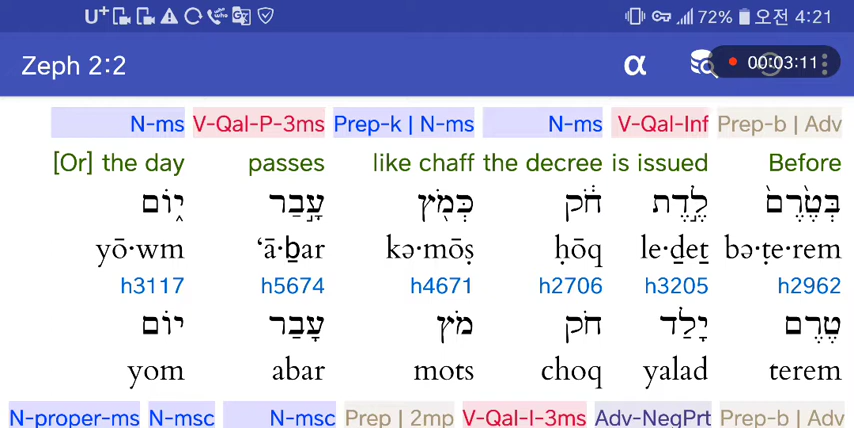 U+ 72% 오전 4:21
Zeph 2:2 α 00:03:11
N-ms V-Qal-P-3ms Prep-k | N-ms N-ms V-Qal-Inf Prep-b | Adv
[Or] the day passes like chaff the decree is issued Before
בְּטֶ֙רֶם֙ לֶ֣דֶת חֹ֔ק כְּמֹ֖ץ עָ֣בַר י֑וֹם
yō·wm ‘ā·ḇar kə·mōṣ ḥōq le·ḏeṯ bə·ṭe·rem
h3117 h5674 h4671 h2706 h3205 h2962
טֶרֶם יָלַד חֹק מֹץ עָבַר יוֹם
yom abar mots choq yalad terem
N-proper-ms N-msc N-msc Prep | 2mp V-Qal-I-3ms Adv-NegPrt Prep-b | Adv